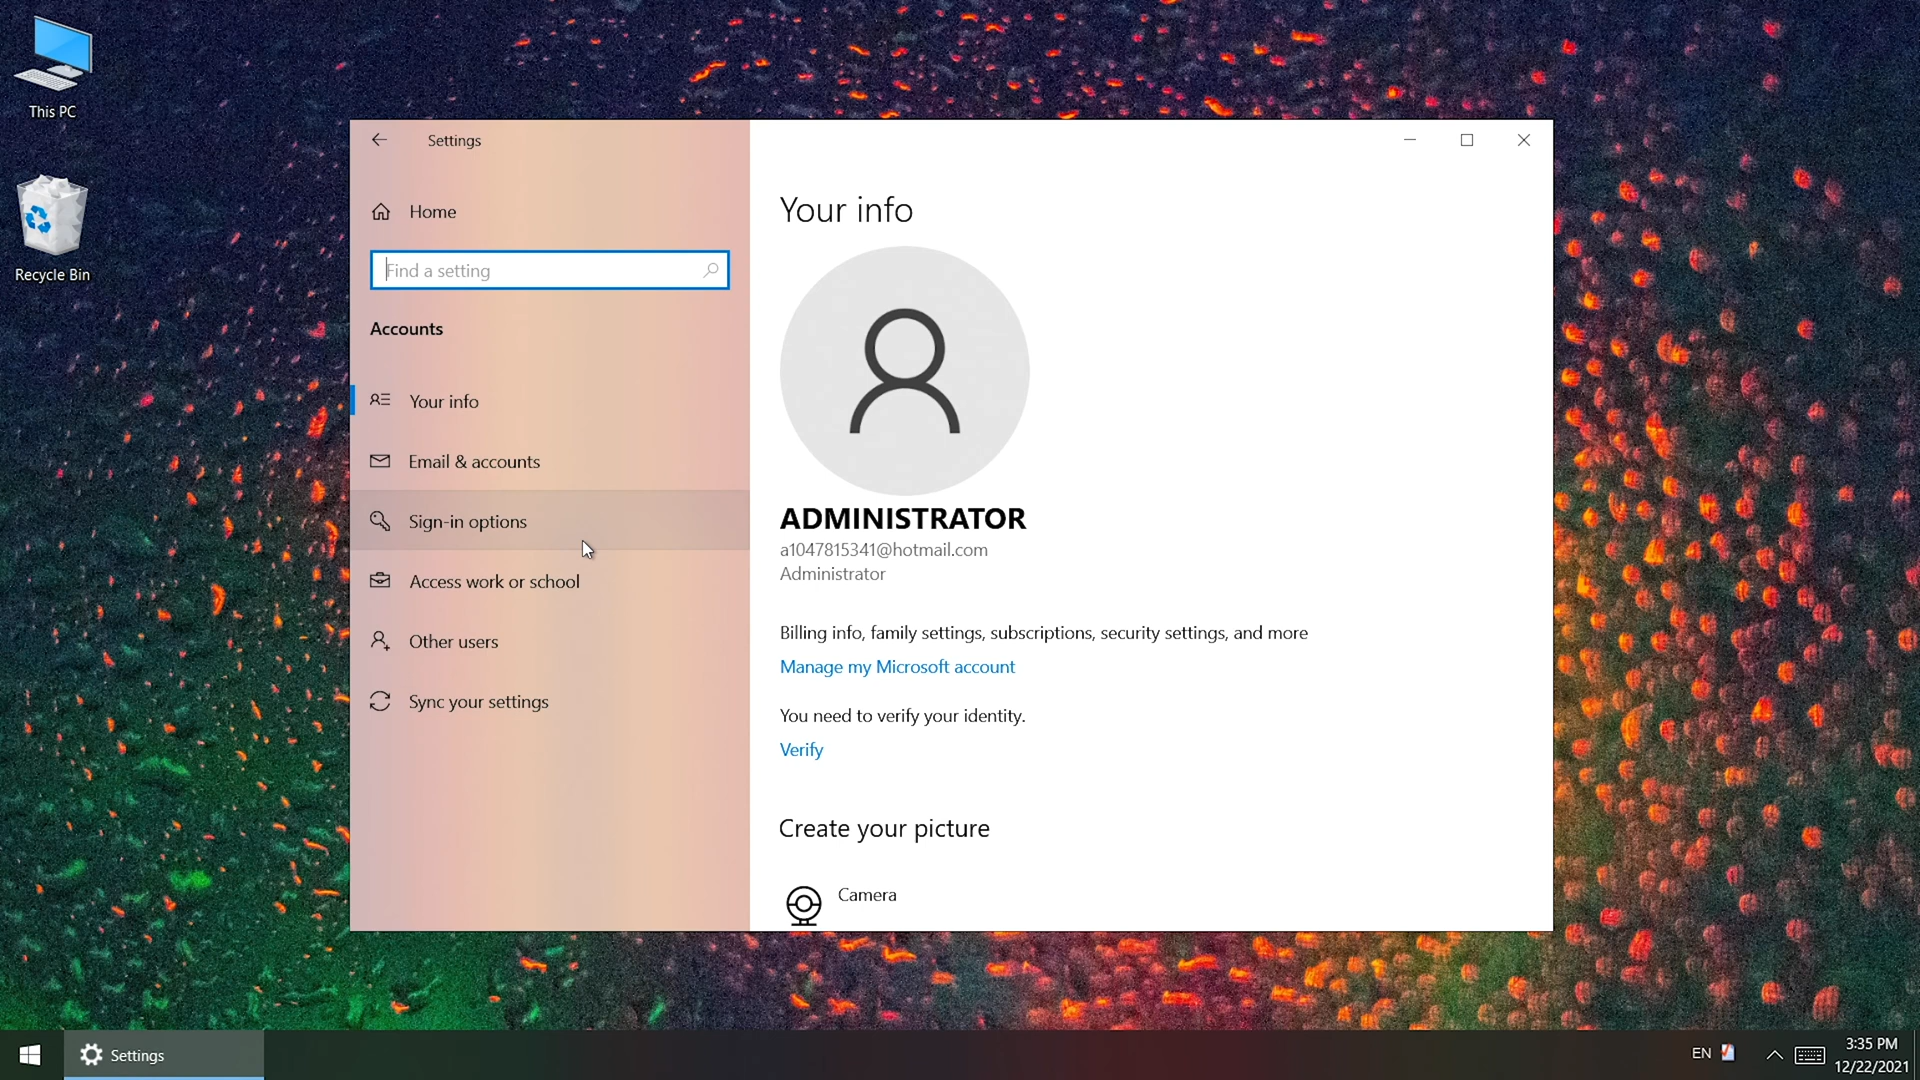 This PC
Recycle Bin
Settings
Home
Find a setting
Accounts
Your info
Email & accounts
Sign-in options
Access work or school
Other users
Sync your settings
Your info
ADMINISTRATOR
a1047815341@hotmail.com
Administrator
Billing info, family settings, subscriptions, security settings, and more
Manage my Microsoft account
You need to verify your identity.
Verify
Create your picture
Camera
Settings
EN
3:35 PM
12/22/2021